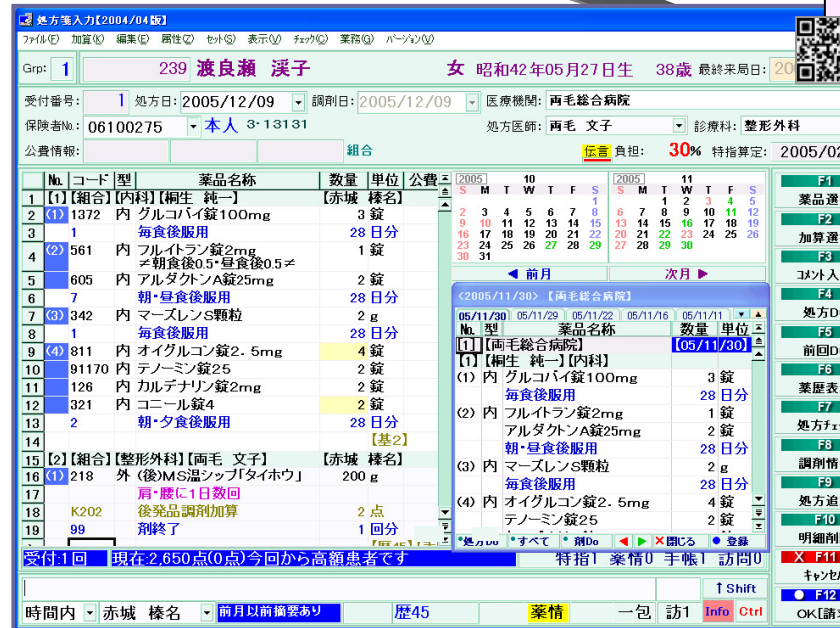 処方箋入力【2004/04版】
ファイル(F) 加算(K) 編集(E) 属性(Z) セット(S) 表示(V) チェック(C) 業務(G) バージョン(V)
Grp: 1 239 渡良瀬 渓子 女 昭和42年05月27日生 38歳 最終来局日: 20
受付番号: 1 処方日: 2005/12/09 調剤日: 2005/12/09 医療機関: 両毛総合病院
保険者No.: 06100275 本人 3・13131 処方医師: 両毛 文子 診療科: 整形外科
公費情報: 組合 伝言 負担: 30% 特指算定: 2005/02
No. コード 型 薬品名称 数量 単位 公費
1 【1】【組合】【内科】【桐生 純一】 【赤城 榛名】
2 (1) 1372 内 グルコバイ錠100mg 3 錠
3 1 毎食後服用 28 日分
4 (2) 561 内 フルイトラン錠2mg 1 錠
≠朝食後0.5・昼食後0.5≠
5 605 内 アルダクトンA錠25mg 2 錠
6 7 朝・昼食後服用 28 日分
7 (3) 342 内 マーズレンS顆粒 2 g
8 1 毎食後服用 28 日分
9 (4) 811 内 オイグルコン錠2．5mg 4 錠
10 91170 内 テノーミン錠25 2 錠
11 126 内 カルデナリン錠2mg 2 錠
12 321 内 コニール錠4 2 錠
13 2 朝・夕食後服用 28 日分
14 【基2】
15 【2】【組合】【整形外科】【両毛 文子】 【赤城 榛名】
16 (1) 218 外 (後)MS温シップ「タイホウ」 200 g
17 肩・腰に1日数回
18 K202 後発品調剤加算 2 点
19 99 剤終了 1 回分
2005 10
S M T W T F S
1
2 3 4 5 6 7 8
9 10 11 12 13 14 15
16 17 18 19 20 21 22
23 24 25 26 27 28 29
30 31
2005 11
S M T W T F S
1 2 3 4 5
6 7 8 9 10 11 12
13 14 15 16 17 18 19
20 21 22 23 24 25 26
27 28 29 30
◀ 前月 次月 ▶
<2005/11/30> 【両毛総合病院】
05/11/30 05/11/29 05/11/22 05/11/16 05/11/11
No. 型 薬品名称 数量 単位
【1】【両毛総合病院】 【05/11/30】
【1】【桐生 純一】【内科】
(1) 内 グルコバイ錠100mg 3 錠
毎食後服用 28 日分
(2) 内 フルイトラン錠2mg 1 錠
アルダクトンA錠25mg 2 錠
朝・昼食後服用 28 日分
(3) 内 マーズレンS顆粒 2 g
毎食後服用 28 日分
(4) 内 オイグルコン錠2．5mg 4 錠
テノーミン錠25 2 錠
処方Do すべて 剤Do ◀ ▶ ×閉じる ● 登録
F1
薬品選
F2
加算選
F3
コメント入
F4
処方D
F5
前回D
F6
薬歴表
F7
処方チェ
F8
調剤情
F9
処方追
F10
明細削
X F11
キャンセル
● F12
OK[請
受付:1回 現在:2,650点(0点)今回から高額患者です 特指1 薬情0 手帳1 訪問0
↑Shift
時間内 赤城 榛名 前月以前摘要あり 歴45 薬情 一包 訪1 Info Ctrl